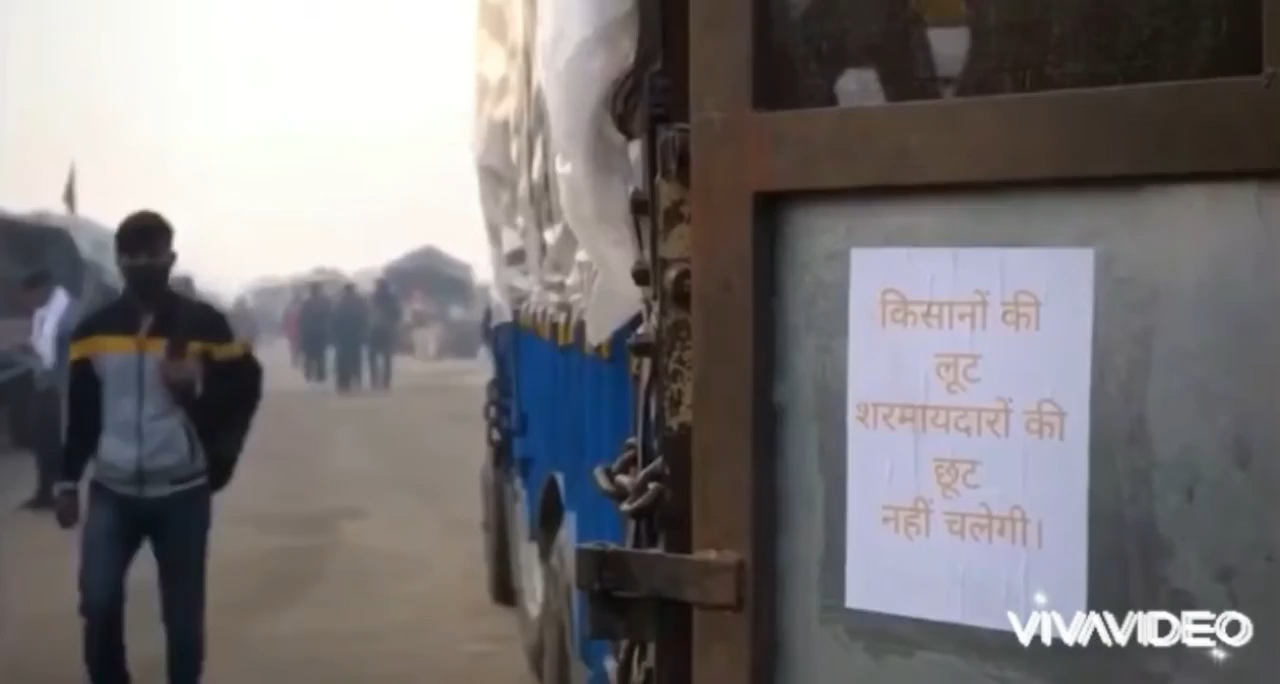 किसानों की
लूट
शरमायदारों की
छूट
नहीं चलेगी।
VIVAVIDEO